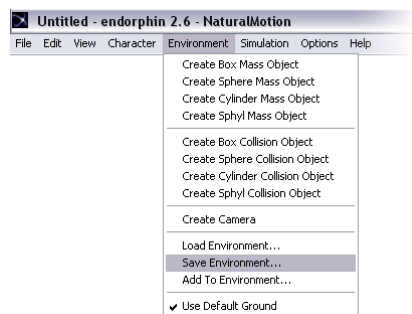 Untitled - endorphin 2.6 - NaturalMotion
File Edit View Character Environment Simulation Options Help
Create Box Mass Object
Create Sphere Mass Object
Create Cylinder Mass Object
Create Sphyl Mass Object
Create Box Collision Object
Create Sphere Collision Object
Create Cylinder Collision Object
Create Sphyl Collision Object
Create Camera
Load Environment...
Save Environment...
Add To Environment...
Use Default Ground